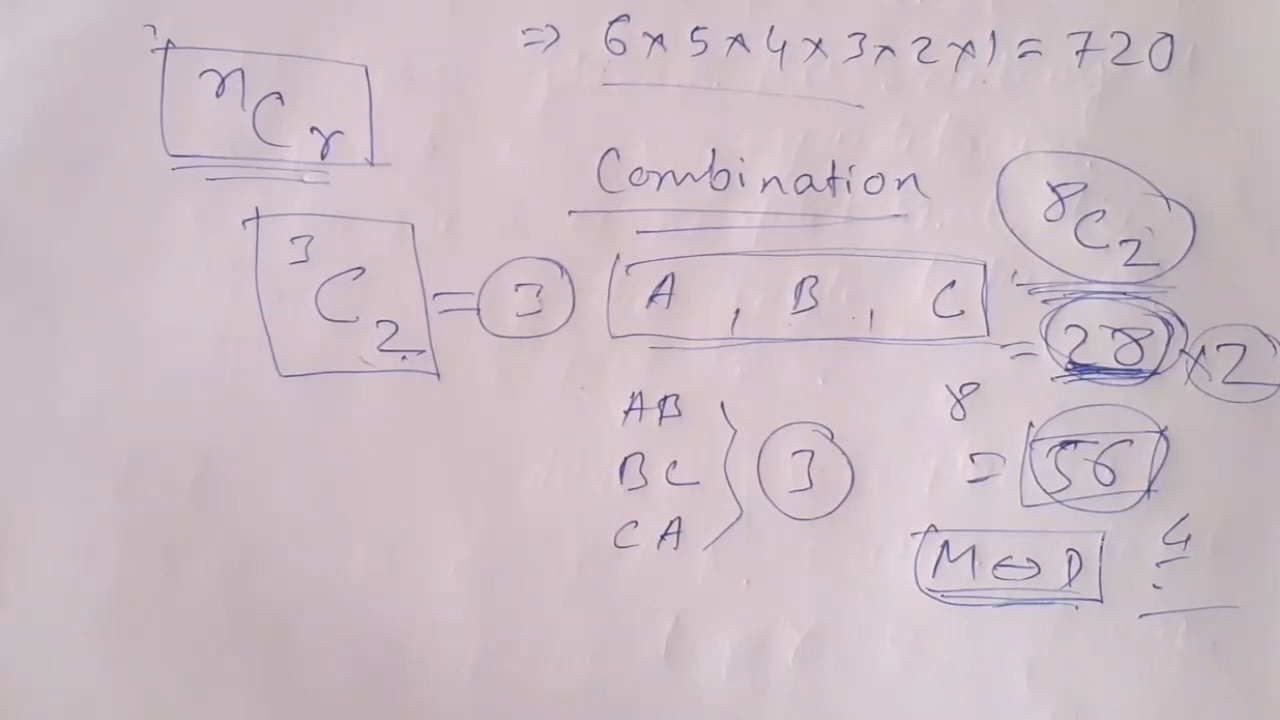 ⇒ 6×5×4×3×2×1 = 720
ⁿCᵣ
Combination
⁸C₂
³C₂ = 3
A , B , C
= 28 × 2
AB
BC
CA
3
8
= 56
M ⇔ D